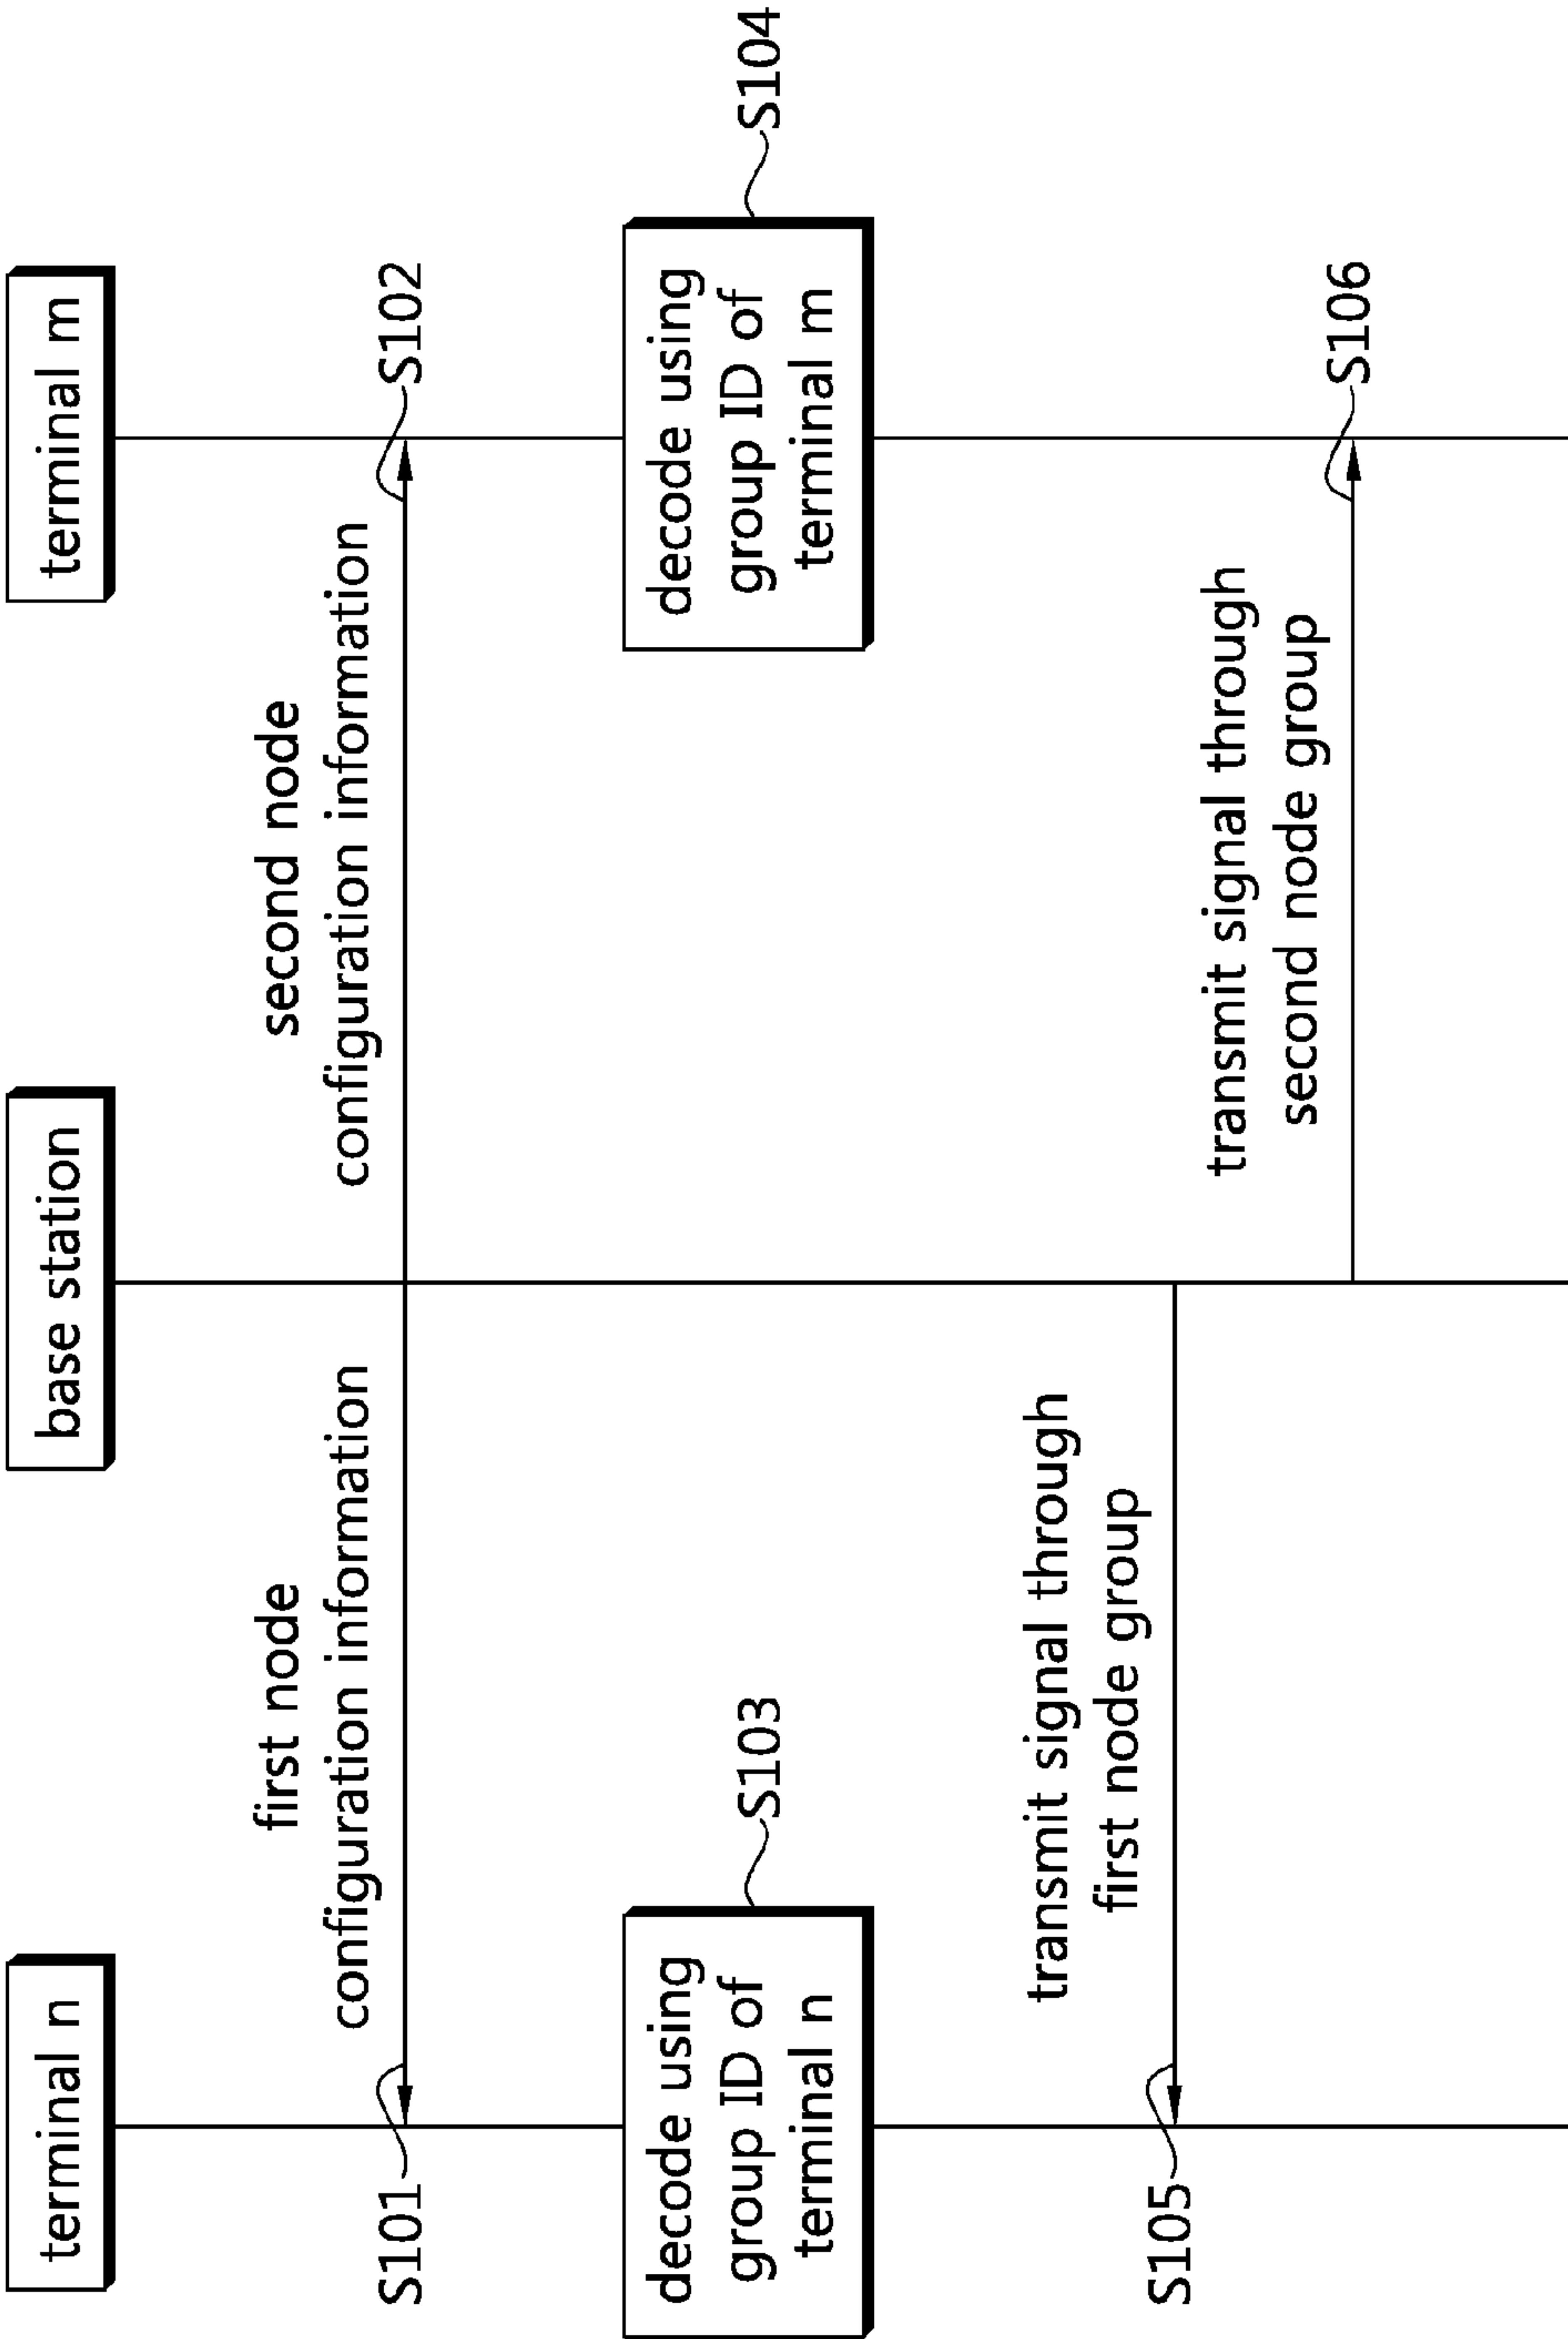 terminal n
base station
terminal m
first node
configuration information
second node
configuration information
S101
S102
decode using
group ID of
terminal n
S103
decode using
group ID of
terminal m
S104
transmit signal through
first node group
S105
transmit signal through
second node group
S106